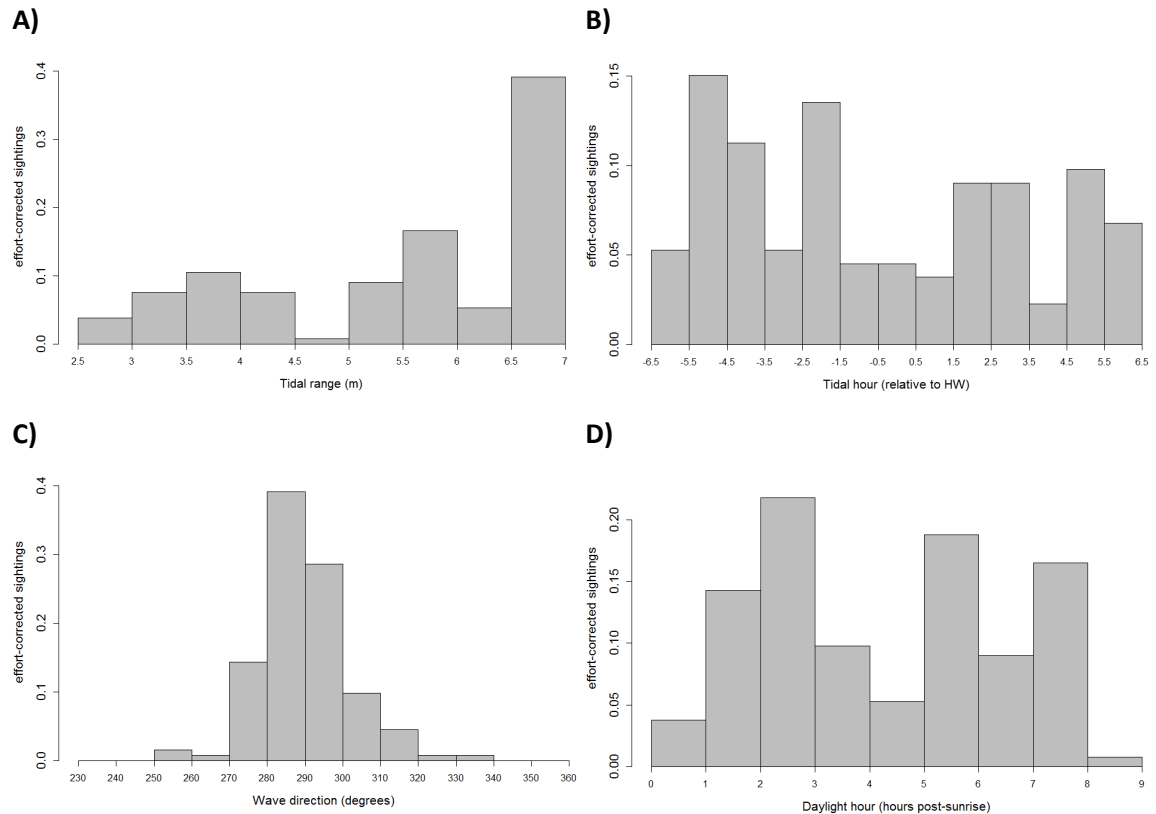 A)
effort-corrected sightings
0.0 0.1 0.2 0.3 0.4
2.5 3 3.5 4 4.5 5 5.5 6 6.5 7
Tidal range (m)
B)
effort-corrected sightings
0.00 0.05 0.10 0.15
-6.5 -5.5 -4.5 -3.5 -2.5 -1.5 -0.5 0.5 1.5 2.5 3.5 4.5 5.5 6.5
Tidal hour (relative to HW)
C)
effort-corrected sightings
0.0 0.1 0.2 0.3 0.4
230 240 250 260 270 280 290 300 310 320 330 340 350 360
Wave direction (degrees)
D)
effort-corrected sightings
0.00 0.05 0.10 0.15 0.20
0 1 2 3 4 5 6 7 8 9
Daylight hour (hours post-sunrise)